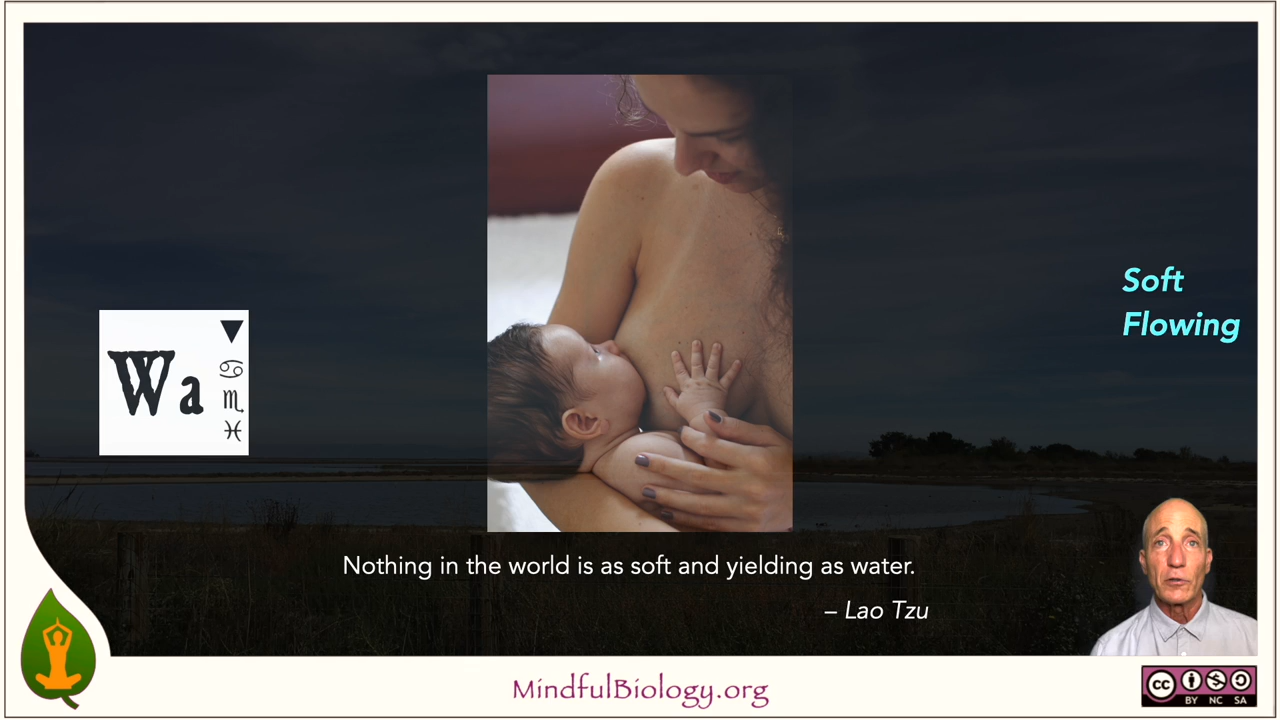 Wa
Soft
Flowing
Nothing in the world is as soft and yielding as water.
– Lao Tzu
MindfulBiology.org
cc
BY NC SA